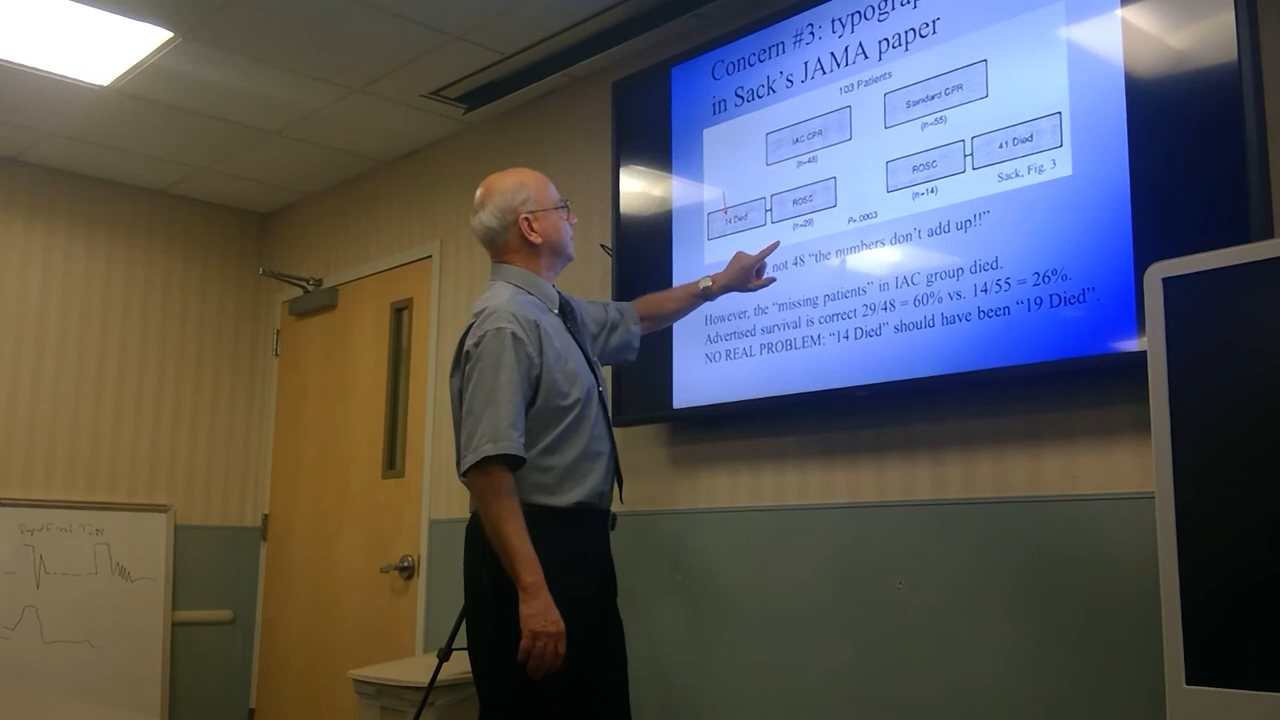 Concern #3: typograp
in Sack's JAMA paper
103 Patients
IAC CPR
(n=48)
Standard CPR
(n=55)
14 Died
ROSC
(n=29)
P=.0003
ROSC
(n=14)
41 Died
Sack, Fig. 3
not 48 "the numbers don't add up!!"
However, the "missing patients" in IAC group died.
Advertised survival is correct 29/48 = 60% vs. 14/55 = 26%.
NO REAL PROBLEM: "14 Died" should have been "19 Died".